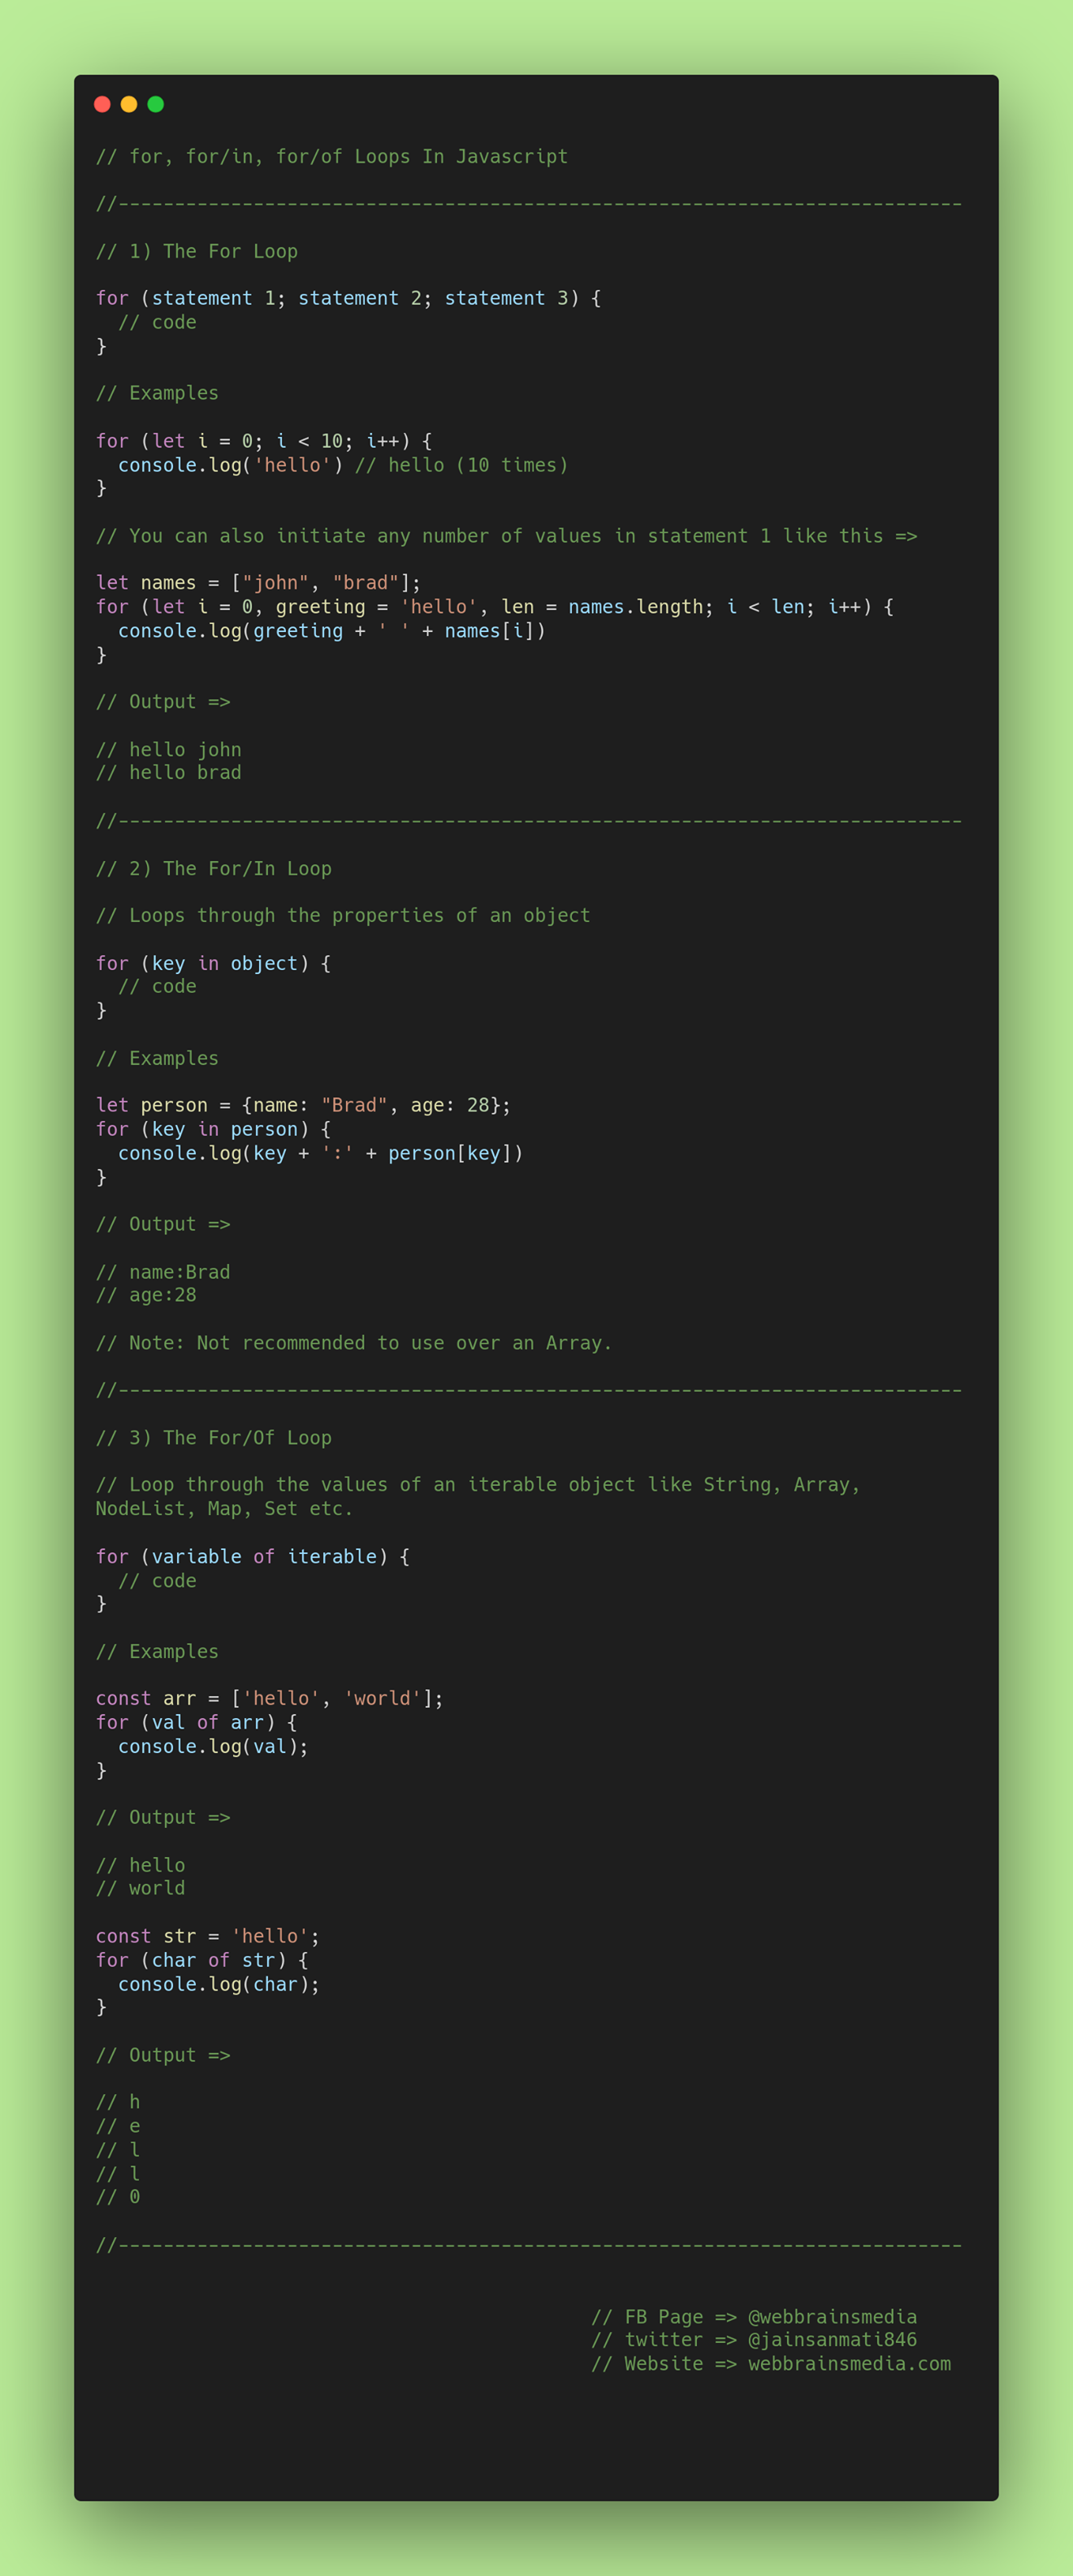 // for, for/in, for/of Loops In Javascript
//---------------------------------------------------------------------------
// 1) The For Loop
for (statement 1; statement 2; statement 3) {
  // code
}
// Examples
for (let i = 0; i < 10; i++) {
  console.log('hello') // hello (10 times)
}
// You can also initiate any number of values in statement 1 like this =>
let names = ["john", "brad"];
for (let i = 0, greeting = 'hello', len = names.length; i < len; i++) {
  console.log(greeting + ' ' + names[i])
}
// Output =>
// hello john
// hello brad
//---------------------------------------------------------------------------
// 2) The For/In Loop
// Loops through the properties of an object
for (key in object) {
  // code
}
// Examples
let person = {name: "Brad", age: 28};
for (key in person) {
  console.log(key + ':' + person[key])
}
// Output =>
// name:Brad
// age:28
// Note: Not recommended to use over an Array.
//---------------------------------------------------------------------------
// 3) The For/Of Loop
// Loop through the values of an iterable object like String, Array,
NodeList, Map, Set etc.
for (variable of iterable) {
  // code
}
// Examples
const arr = ['hello', 'world'];
for (val of arr) {
  console.log(val);
}
// Output =>
// hello
// world
const str = 'hello';
for (char of str) {
  console.log(char);
}
// Output =>
// h
// e
// l
// l
// 0
//---------------------------------------------------------------------------
// FB Page => @webbrainsmedia
// twitter => @jainsanmati846
// Website => webbrainsmedia.com